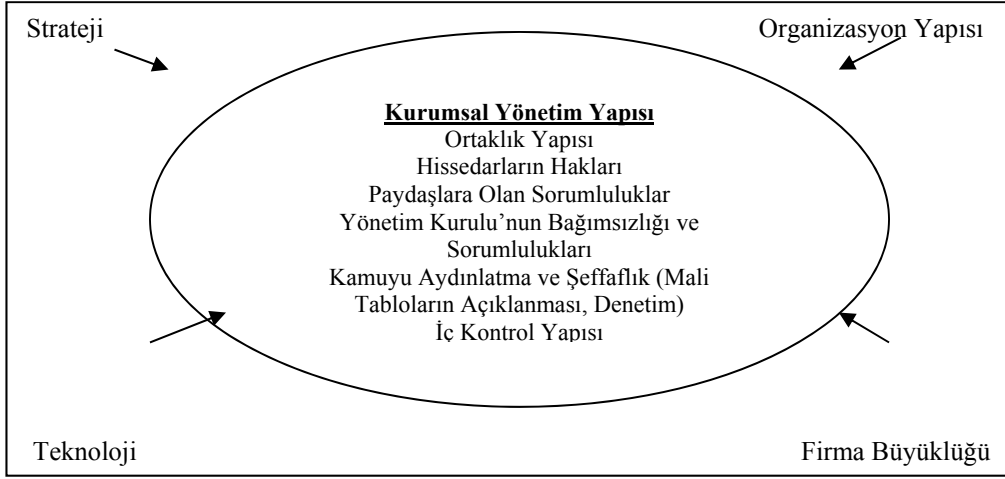 Strateji
Organizasyon Yapısı
Kurumsal Yönetim Yapısı
Ortaklık Yapısı
Hissedarların Hakları
Paydaşlara Olan Sorumluluklar
Yönetim Kurulu’nun Bağımsızlığı ve
Sorumlulukları
Kamuyu Aydınlatma ve Şeffaflık (Mali
Tabloların Açıklanması, Denetim)
İç Kontrol Yapısı
Teknoloji
Firma Büyüklüğü